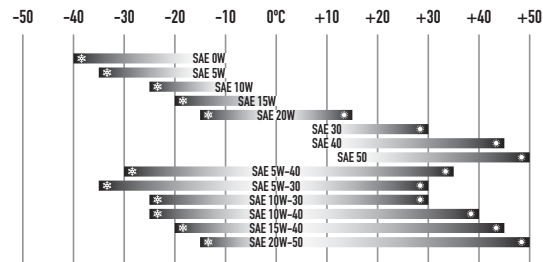 -50 -40 -30 -20 -10 0°C +10 +20 +30 +40 +50
SAE 0W
SAE 5W
SAE 10W
SAE 15W
SAE 20W
SAE 30
SAE 40
SAE 50
SAE 5W-40
SAE 5W-30
SAE 10W-30
SAE 10W-40
SAE 15W-40
SAE 20W-50